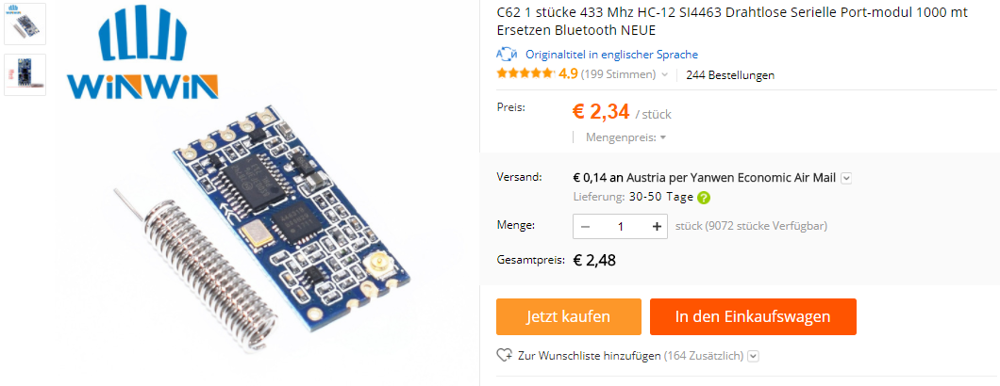 WiNWiN
C62 1 stücke 433 Mhz HC-12 SI4463 Drahtlose Serielle Port-modul 1000 mt
Ersetzen Bluetooth NEUE
Originaltitel in englischer Sprache
4.9 (199 Stimmen)
244 Bestellungen
Preis:
€ 2,34 / stück
Mengenpreis:
Versand:
€ 0,14 an Austria per Yanwen Economic Air Mail
Lieferung: 30-50 Tage ?
Menge:
− 1 + stück (9072 stücke Verfügbar)
Gesamtpreis: € 2,48
Jetzt kaufen
In den Einkaufswagen
Zur Wunschliste hinzufügen (164 Zusätzlich)